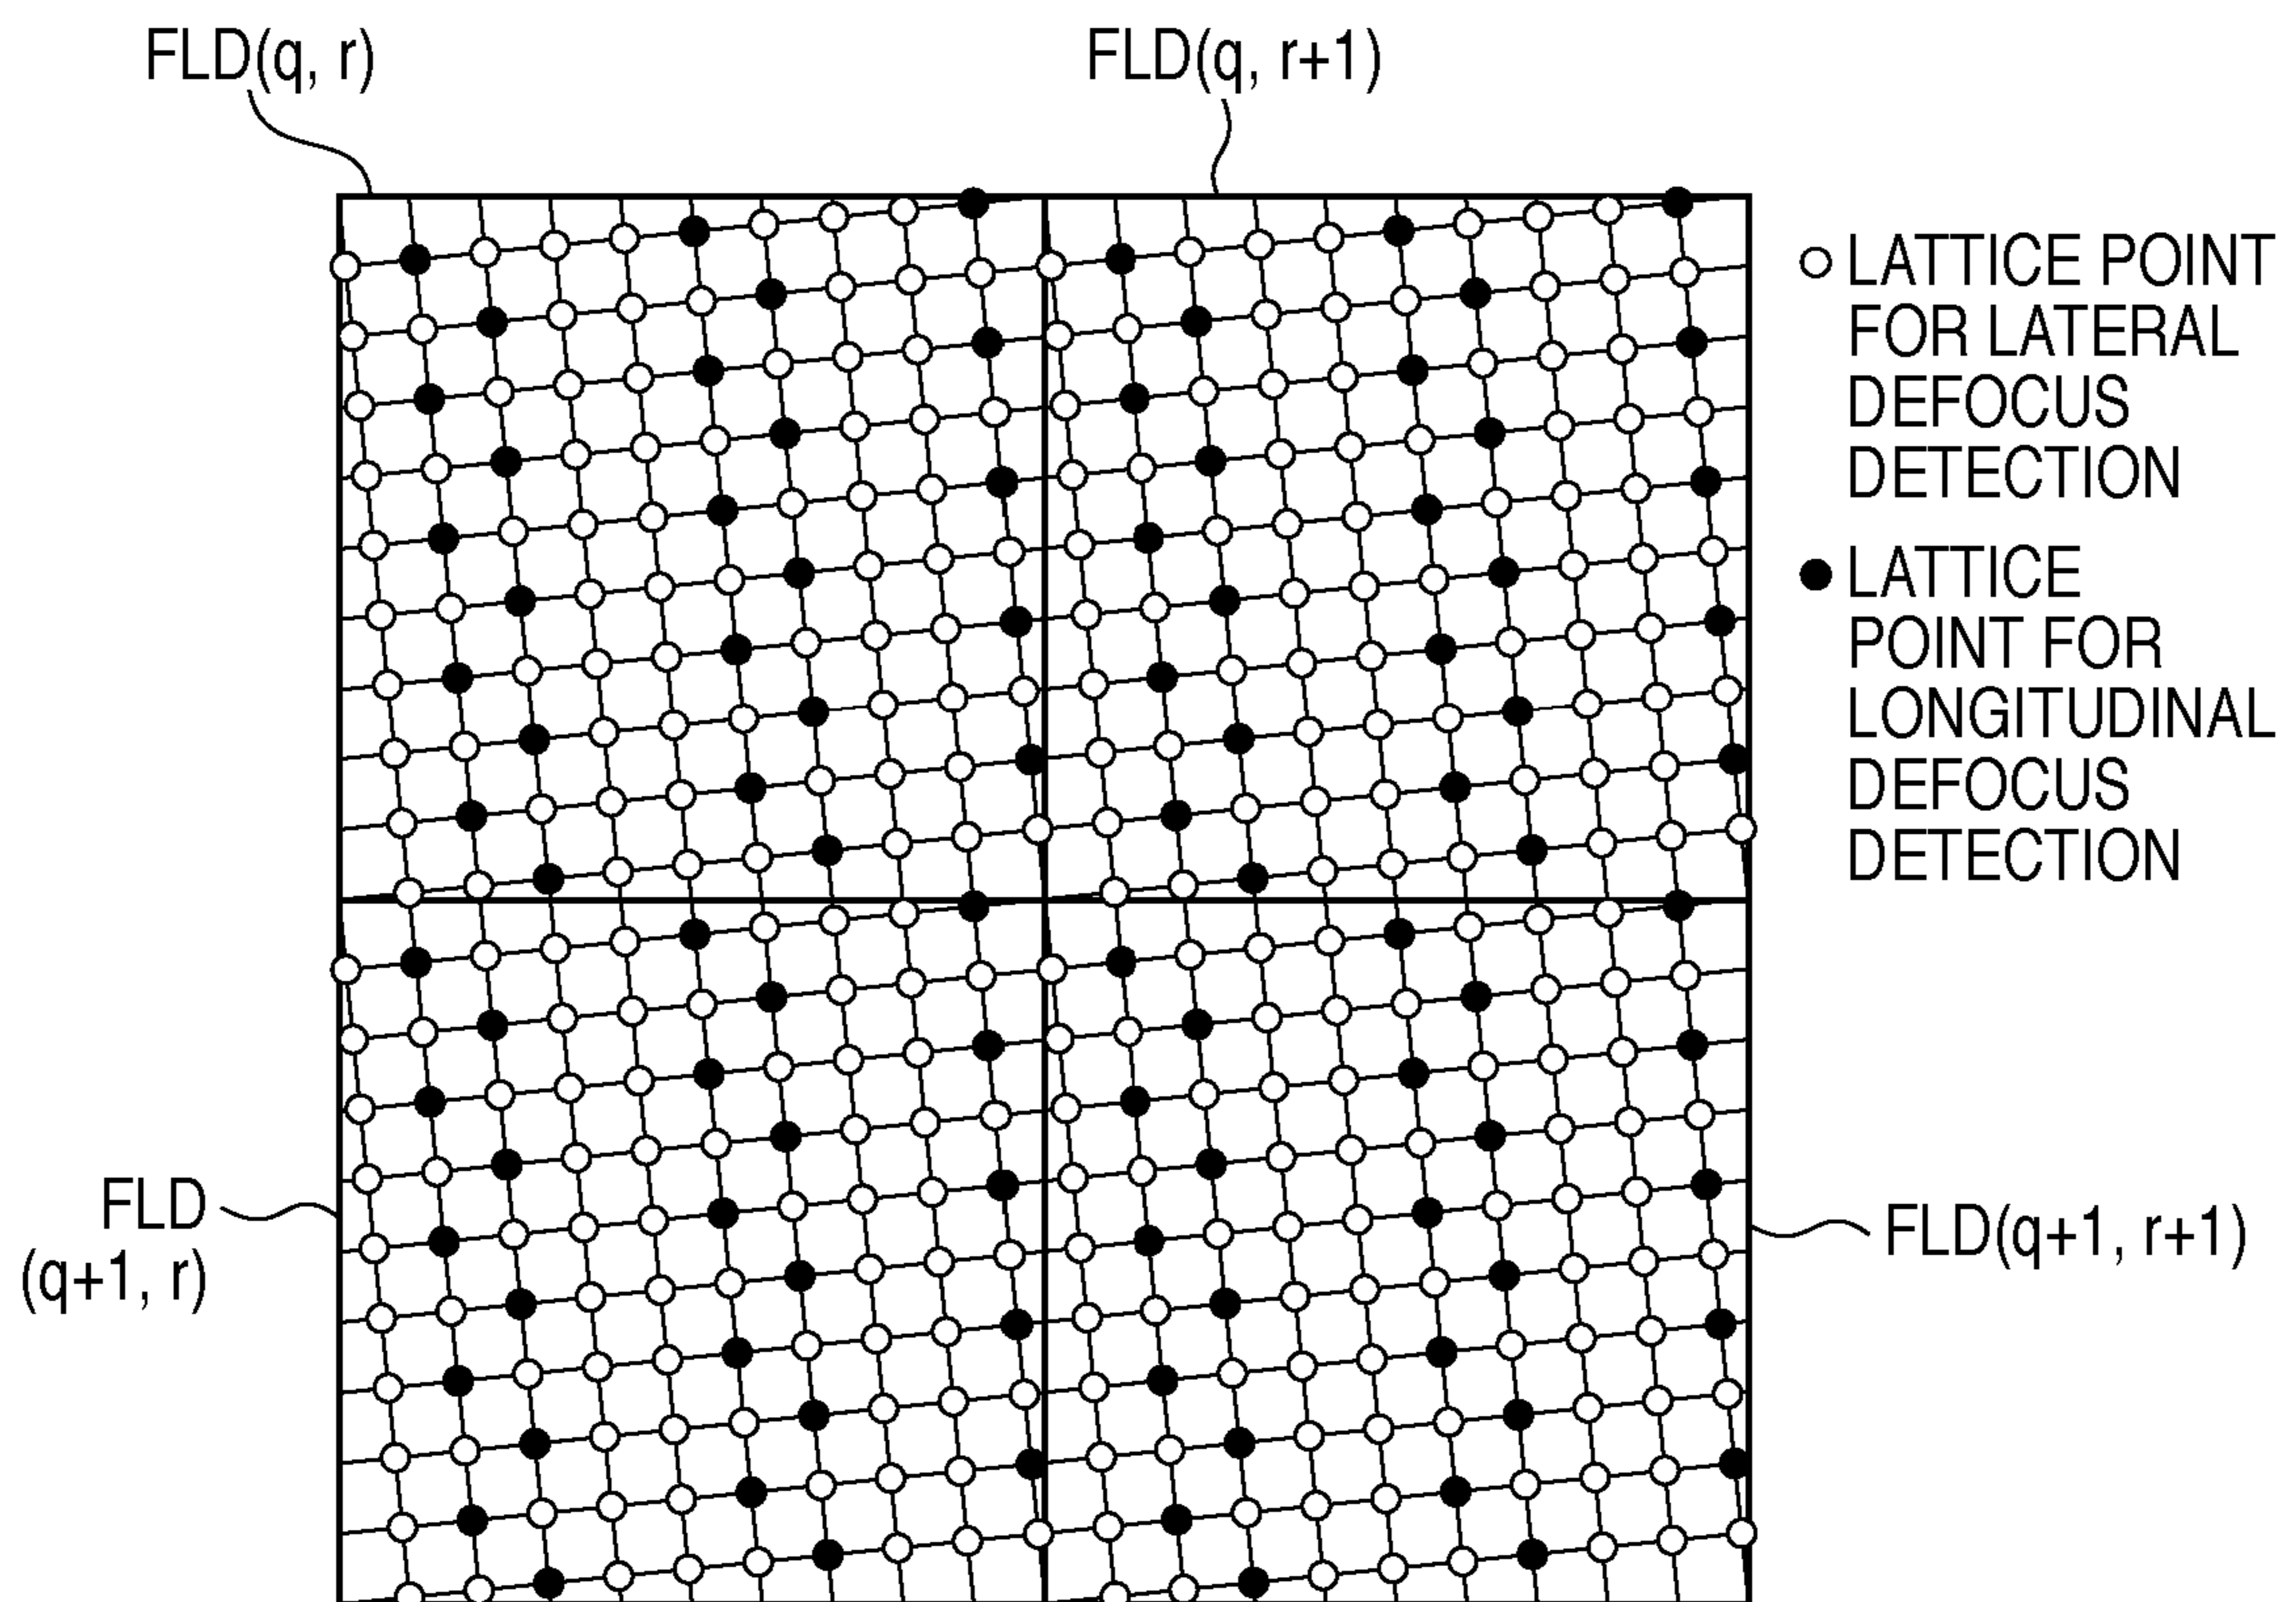 FLD(q, r)
FLD(q, r+1)
LATTICE POINT
FOR LATERAL
DEFOCUS
DETECTION
LATTICE
POINT FOR
LONGITUDINAL
DEFOCUS
DETECTION
FLD
(q+1, r)
FLD(q+1, r+1)